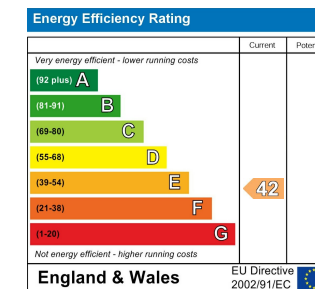 Energy Efficiency Rating
Current
Very energy efficient - lower running costs
(92 plus) A
(81-91) B
(69-80) C
(55-68) D
(39-54) E
42
(21-38) F
(1-20) G
Not energy efficient - higher running costs
England & Wales
EU Directive
2002/91/EC